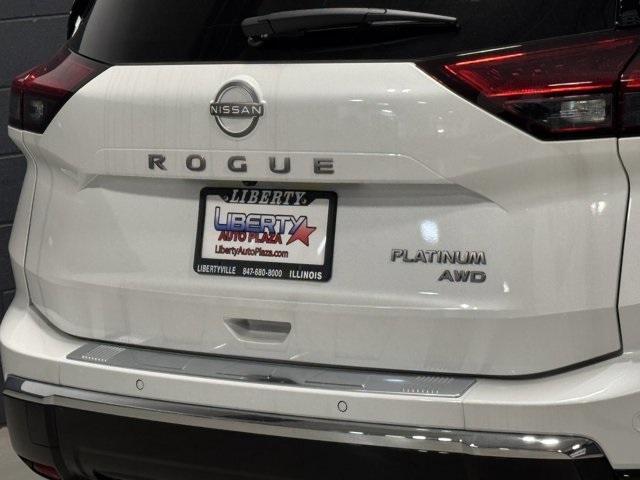 NISSAN
ROGUE
LIBERTY
LIBERTY
AUTO PLAZA
LibertyAutoPlaza.com
LIBERTYVILLE 847-680-8000 ILLINOIS
PLATINUM
AWD